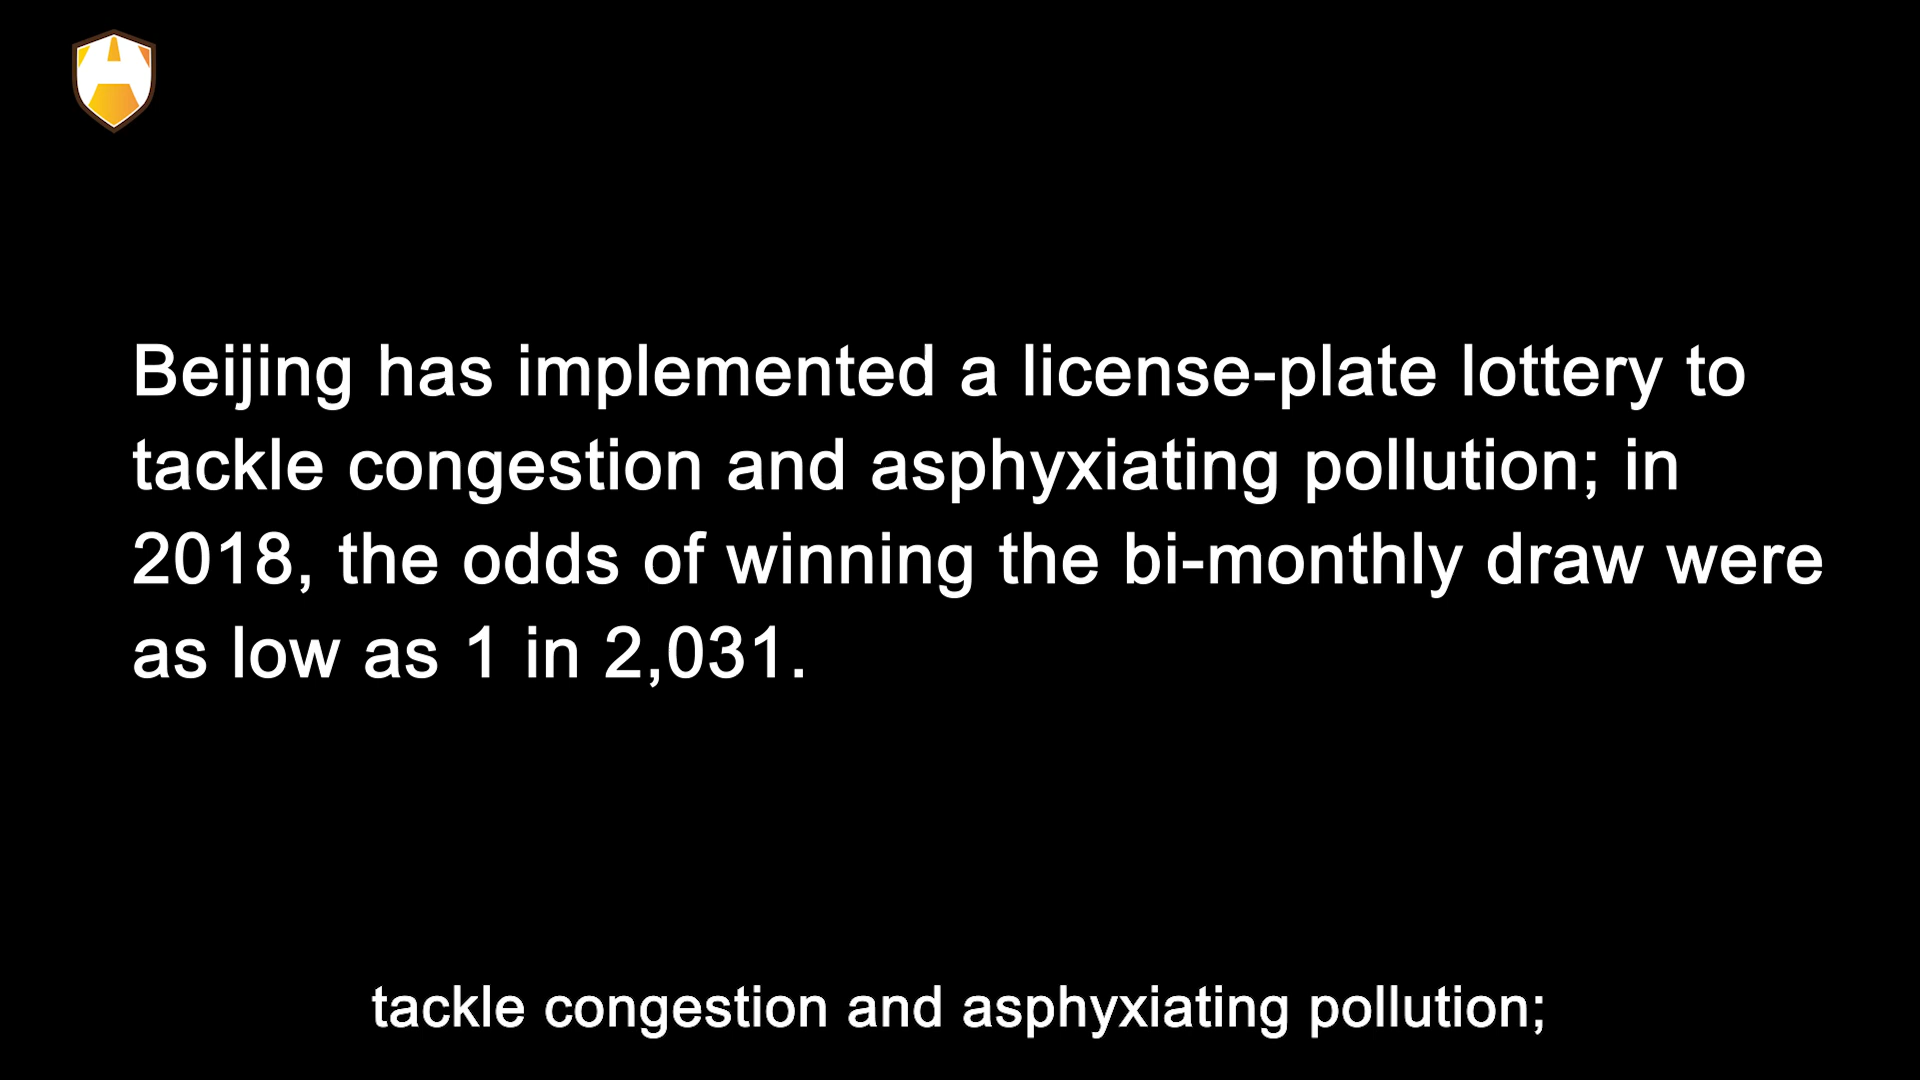 Beijing has implemented a license-plate lottery to
tackle congestion and asphyxiating pollution; in
2018, the odds of winning the bi-monthly draw were
as low as 1 in 2,031.
tackle congestion and asphyxiating pollution;